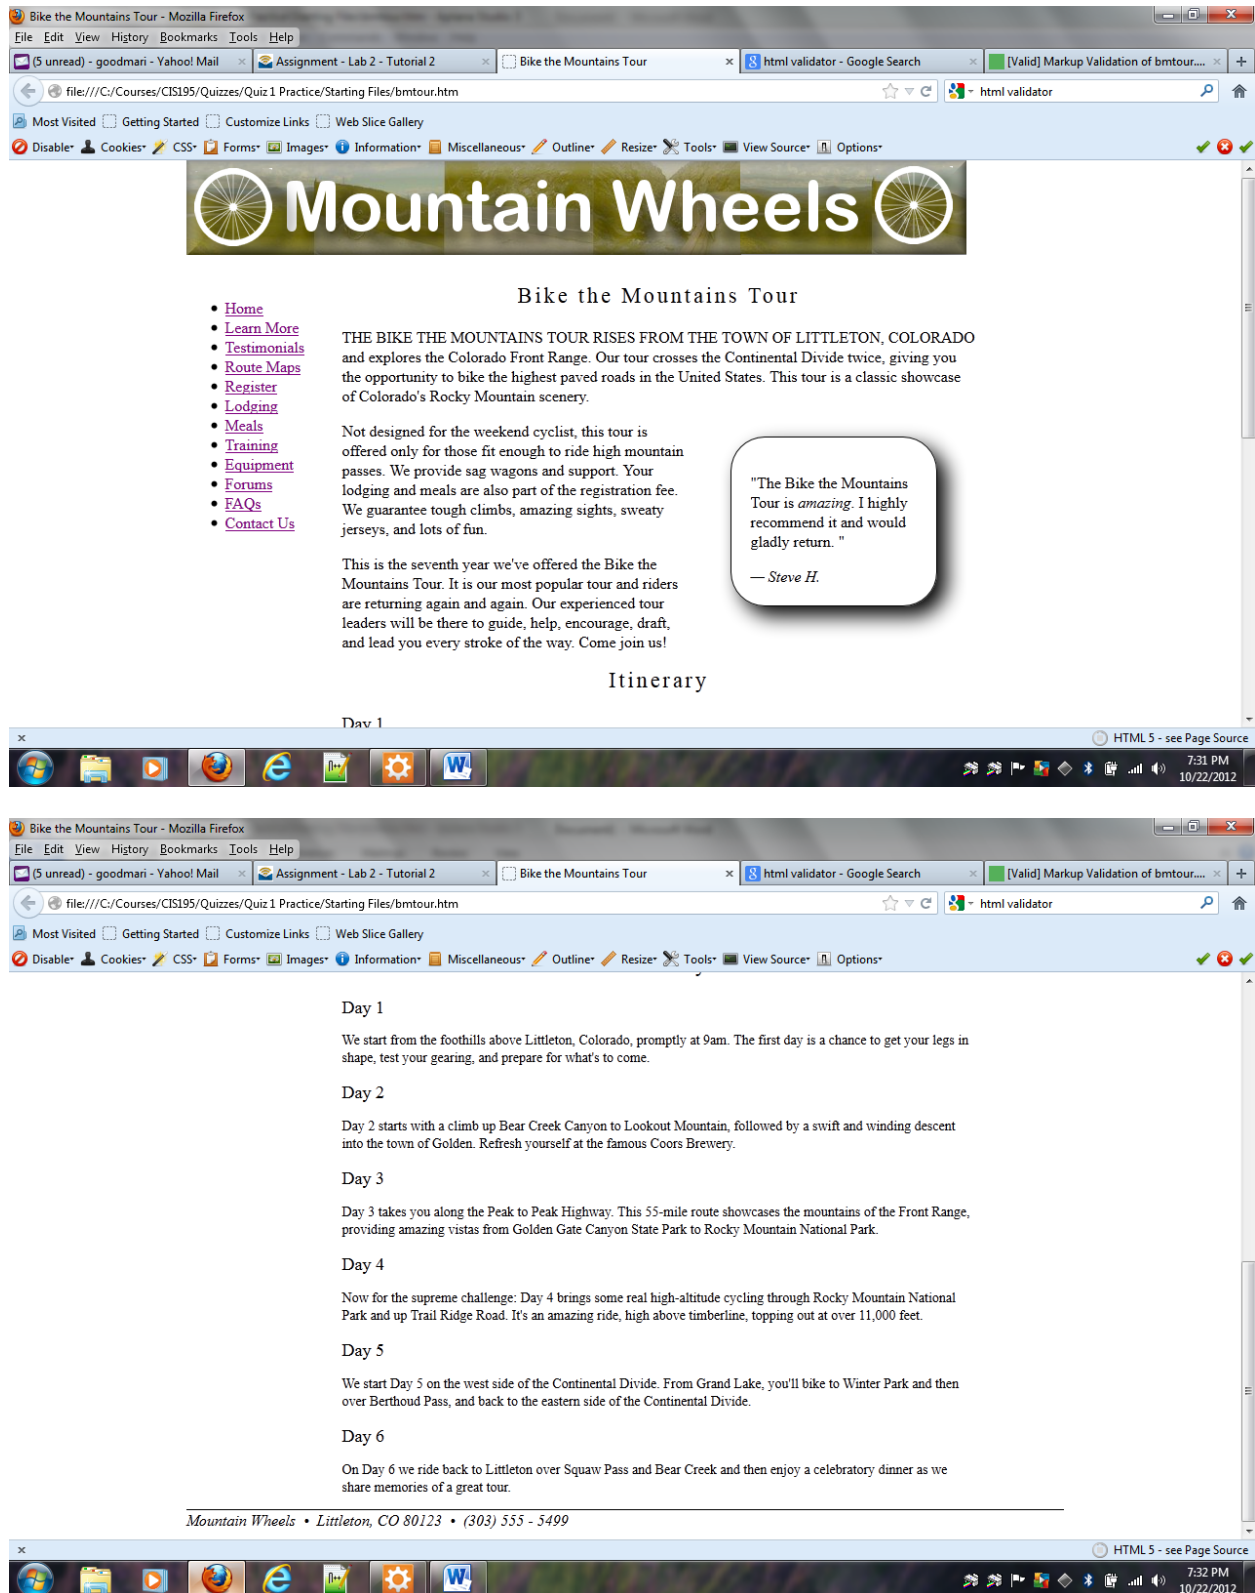 Bike the Mountains Tour - Mozilla Firefox
File Edit View History Bookmarks Tools Help
(5 unread) - goodmari - Yahoo! Mail × Assignment - Lab 2 - Tutorial 2 × Bike the Mountains Tour × html validator - Google Search × [Valid] Markup Validation of bmtour.... × +
file:///C:/Courses/CIS195/Quizzes/Quiz 1 Practice/Starting Files/bmtour.htm html validator
Most Visited Getting Started Customize Links Web Slice Gallery
Disable Cookies CSS Forms Images Information Miscellaneous Outline Resize Tools View Source Options
Mountain Wheels
Bike the Mountains Tour
• Home
• Learn More
• Testimonials
• Route Maps
• Register
• Lodging
• Meals
• Training
• Equipment
• Forums
• FAQs
• Contact Us
THE BIKE THE MOUNTAINS TOUR RISES FROM THE TOWN OF LITTLETON, COLORADO
and explores the Colorado Front Range. Our tour crosses the Continental Divide twice, giving you
the opportunity to bike the highest paved roads in the United States. This tour is a classic showcase
of Colorado's Rocky Mountain scenery.
Not designed for the weekend cyclist, this tour is
offered only for those fit enough to ride high mountain
passes. We provide sag wagons and support. Your
lodging and meals are also part of the registration fee.
We guarantee tough climbs, amazing sights, sweaty
jerseys, and lots of fun.
"The Bike the Mountains
Tour is amazing. I highly
recommend it and would
gladly return. "
— Steve H.
This is the seventh year we've offered the Bike the
Mountains Tour. It is our most popular tour and riders
are returning again and again. Our experienced tour
leaders will be there to guide, help, encourage, draft,
and lead you every stroke of the way. Come join us!
Itinerary
Day 1
× HTML 5 - see Page Source
7:31 PM
10/22/2012
Bike the Mountains Tour - Mozilla Firefox
File Edit View History Bookmarks Tools Help
(5 unread) - goodmari - Yahoo! Mail × Assignment - Lab 2 - Tutorial 2 × Bike the Mountains Tour × html validator - Google Search × [Valid] Markup Validation of bmtour.... × +
file:///C:/Courses/CIS195/Quizzes/Quiz 1 Practice/Starting Files/bmtour.htm html validator
Most Visited Getting Started Customize Links Web Slice Gallery
Disable Cookies CSS Forms Images Information Miscellaneous Outline Resize Tools View Source Options
Day 1
We start from the foothills above Littleton, Colorado, promptly at 9am. The first day is a chance to get your legs in
shape, test your gearing, and prepare for what's to come.
Day 2
Day 2 starts with a climb up Bear Creek Canyon to Lookout Mountain, followed by a swift and winding descent
into the town of Golden. Refresh yourself at the famous Coors Brewery.
Day 3
Day 3 takes you along the Peak to Peak Highway. This 55-mile route showcases the mountains of the Front Range,
providing amazing vistas from Golden Gate Canyon State Park to Rocky Mountain National Park.
Day 4
Now for the supreme challenge: Day 4 brings some real high-altitude cycling through Rocky Mountain National
Park and up Trail Ridge Road. It's an amazing ride, high above timberline, topping out at over 11,000 feet.
Day 5
We start Day 5 on the west side of the Continental Divide. From Grand Lake, you'll bike to Winter Park and then
over Berthoud Pass, and back to the eastern side of the Continental Divide.
Day 6
On Day 6 we ride back to Littleton over Squaw Pass and Bear Creek and then enjoy a celebratory dinner as we
share memories of a great tour.
Mountain Wheels • Littleton, CO 80123 • (303) 555 - 5499
× HTML 5 - see Page Source
7:32 PM
10/22/2012